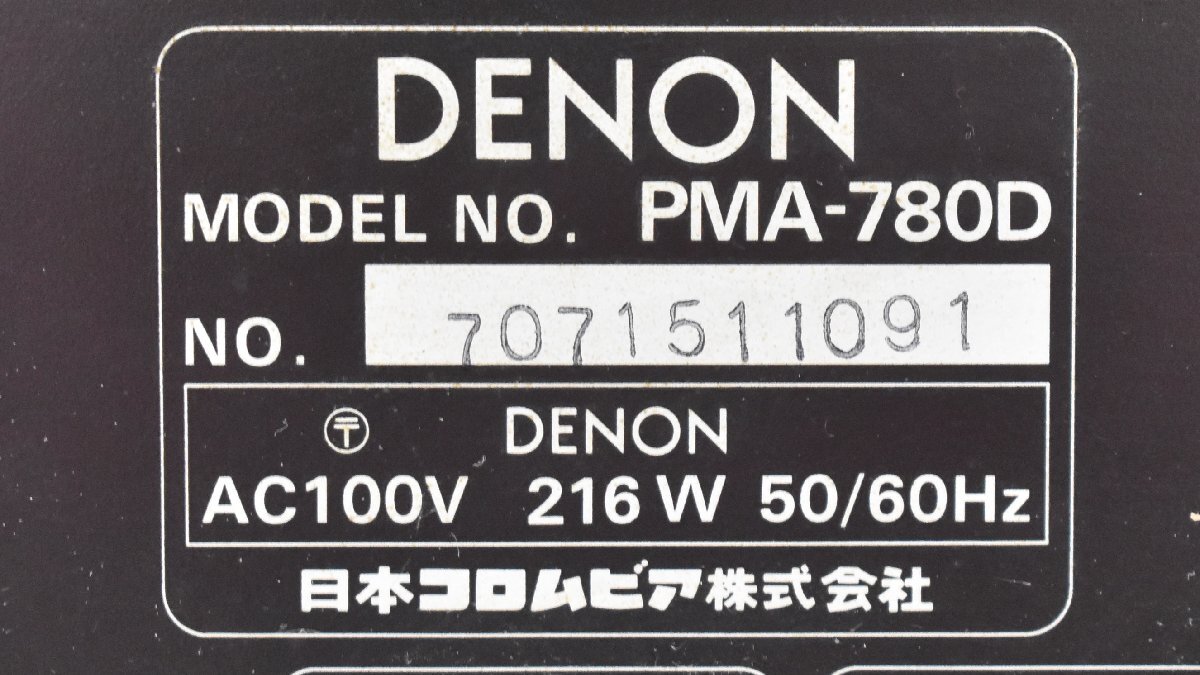 DENON
MODEL NO. PMA-780D
NO. 7071511091
〶 DENON
AC100V 216W 50/60Hz
日本コロムビア株式会社